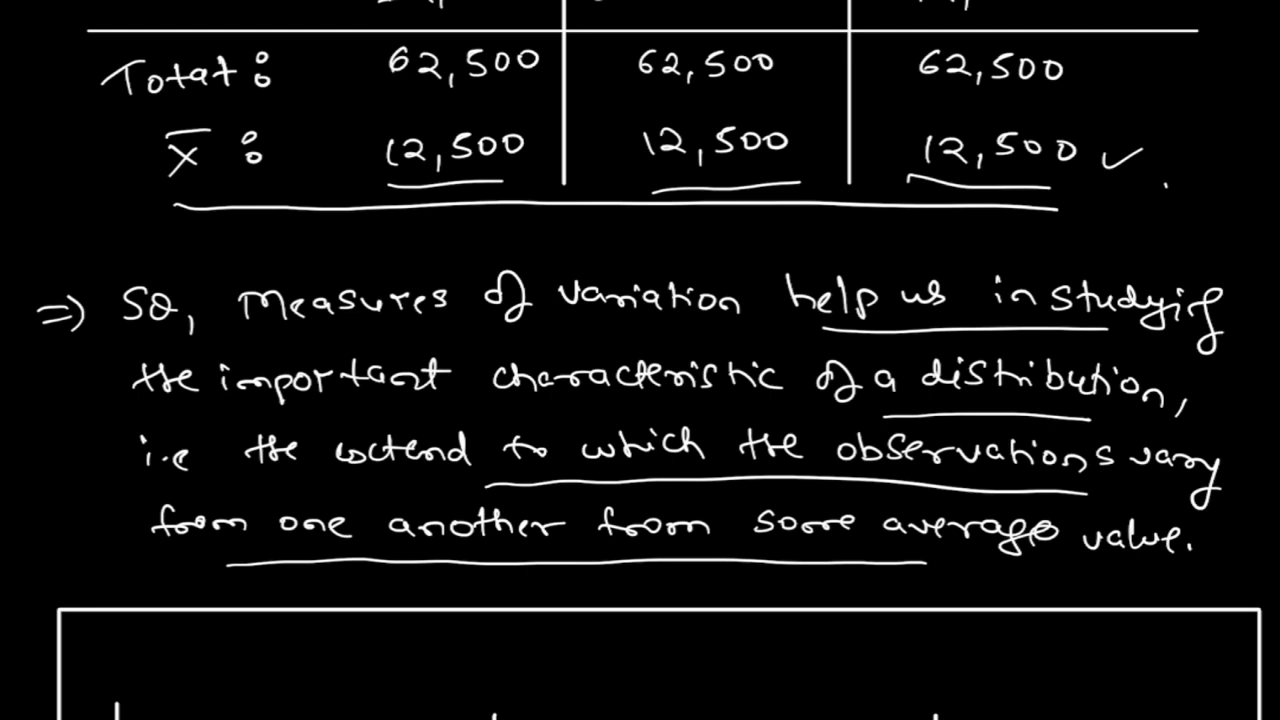 Total : 62,500 62,500 62,500
X̅ : 12,500 12,500 12,500 ✓
⇒ So, measures of variation help us in studying
the important characteristic of a distribution,
i.e the extend to which the observations vary
from one another from some average value.